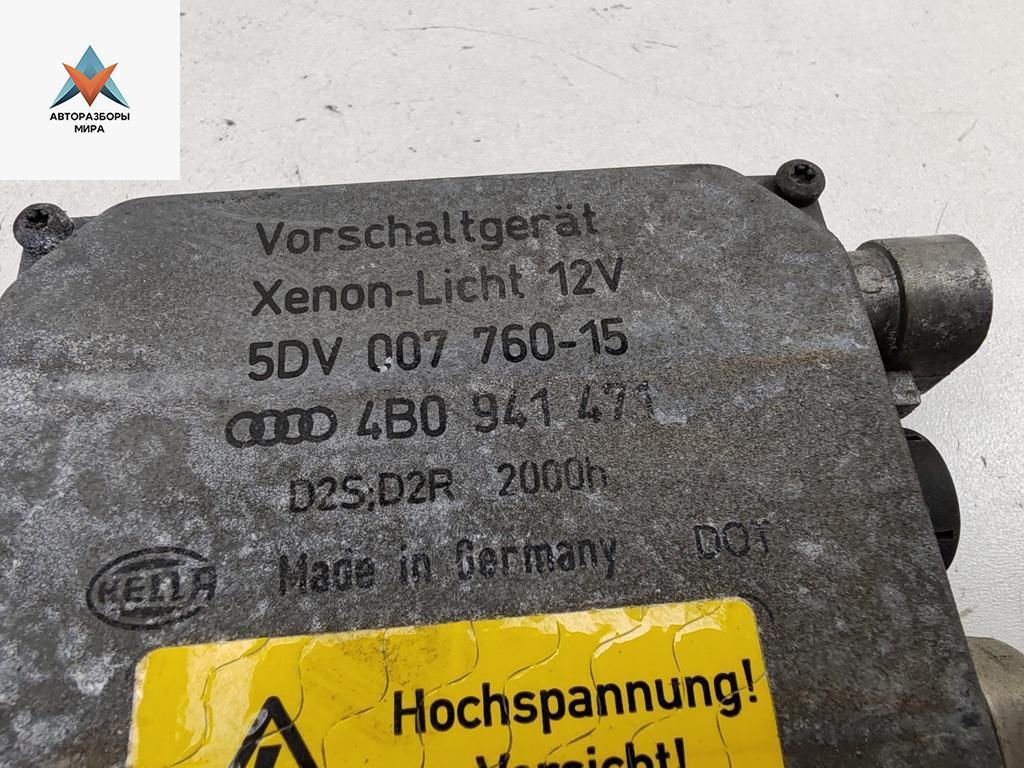 АВТОРАЗБОРЫ
МИРА
Vorschaltgerät
Xenon-Licht 12V
5DV 007 760-15
4B0 941 471
D2S;D2R 2000h
HELLA Made in Germany DOT
Hochspannung!
Vorsicht!